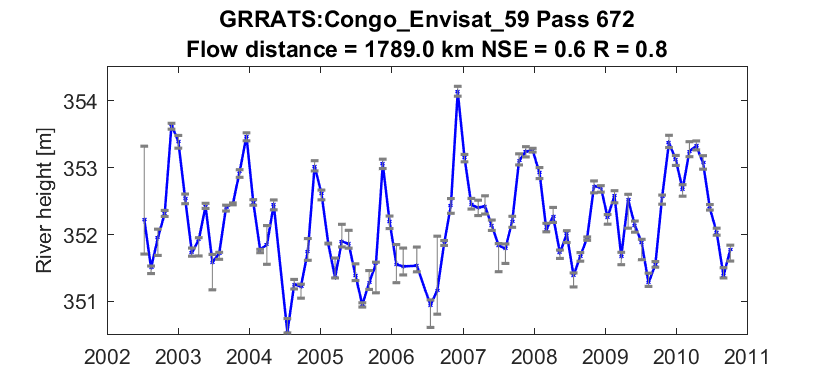 GRRATS:Congo_Envisat_59 Pass 672
Flow distance = 1789.0 km NSE = 0.6 R = 0.8
River height [m]
354
353
352
351
2002 2003 2004 2005 2006 2007 2008 2009 2010 2011